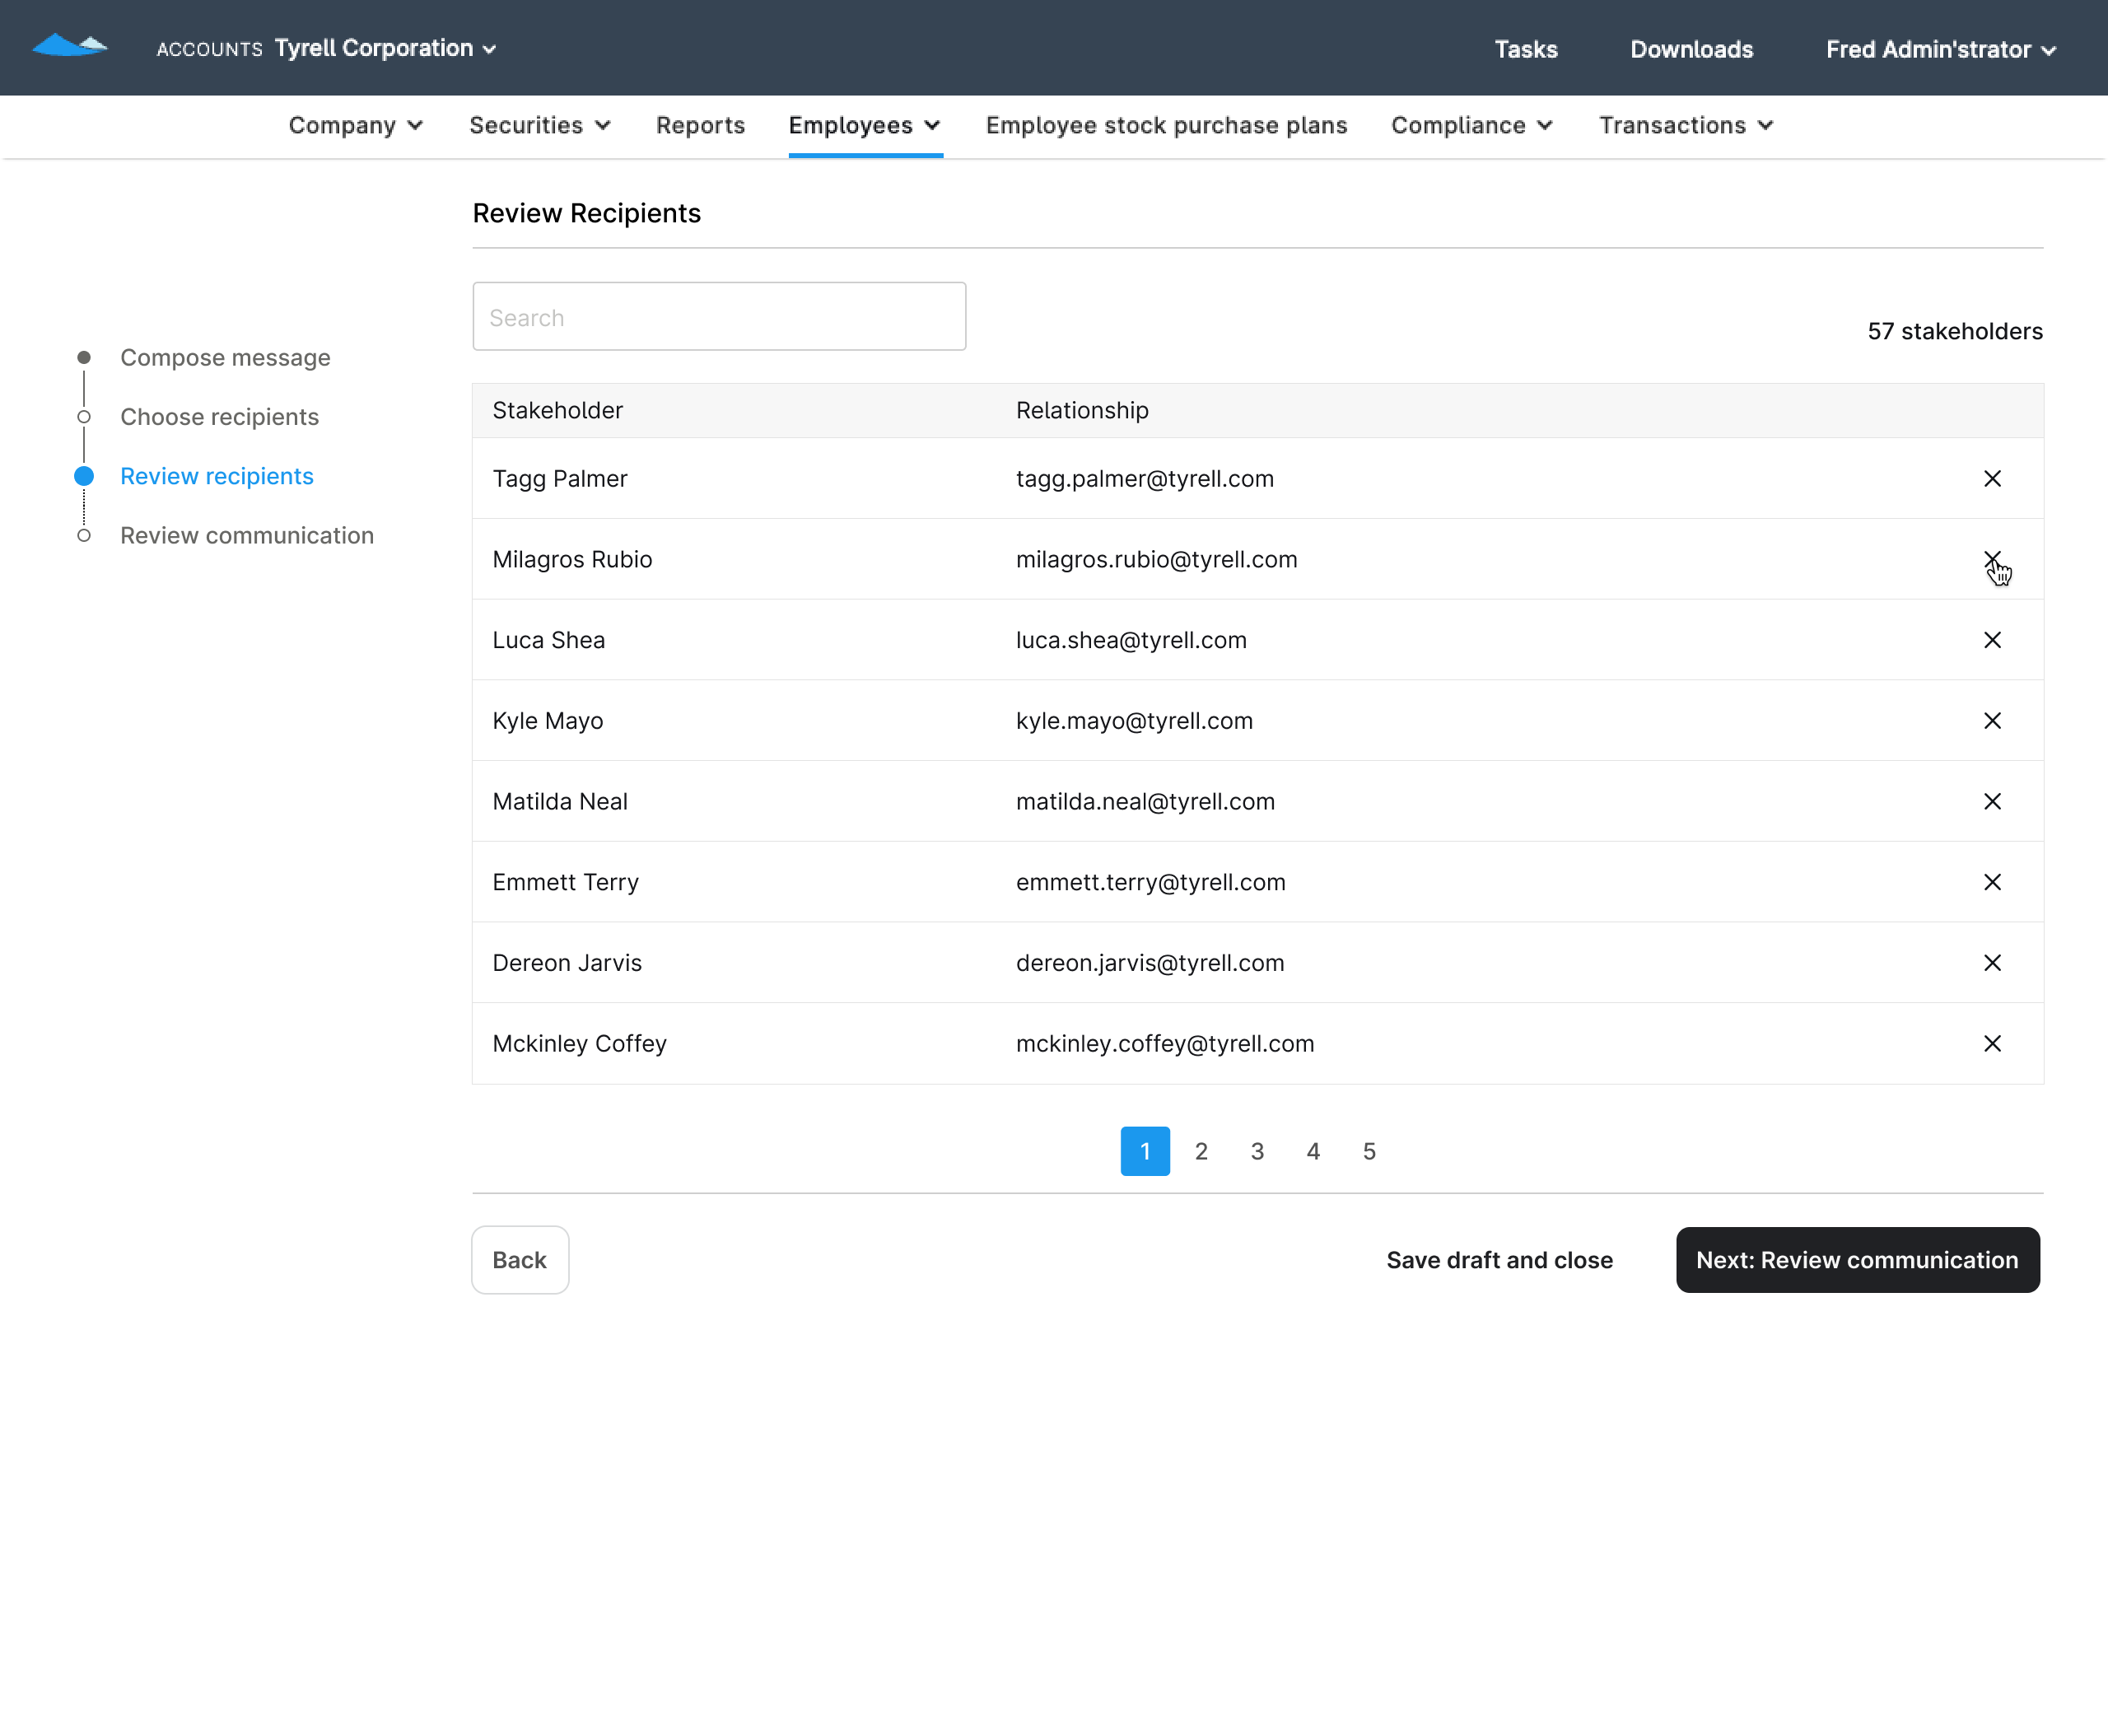 ACCOUNTS Tyrell Corporation
Tasks
Downloads
Fred Admin'strator
Company
Securities
Reports
Employees
Employee stock purchase plans
Compliance
Transactions
Compose message
Choose recipients
Review recipients
Review communication
Review Recipients
Search
57 stakeholders
Stakeholder Relationship
Tagg Palmer tagg.palmer@tyrell.com
Milagros Rubio milagros.rubio@tyrell.com
Luca Shea luca.shea@tyrell.com
Kyle Mayo kyle.mayo@tyrell.com
Matilda Neal matilda.neal@tyrell.com
Emmett Terry emmett.terry@tyrell.com
Dereon Jarvis dereon.jarvis@tyrell.com
Mckinley Coffey mckinley.coffey@tyrell.com
1 2 3 4 5
Back
Save draft and close
Next: Review communication